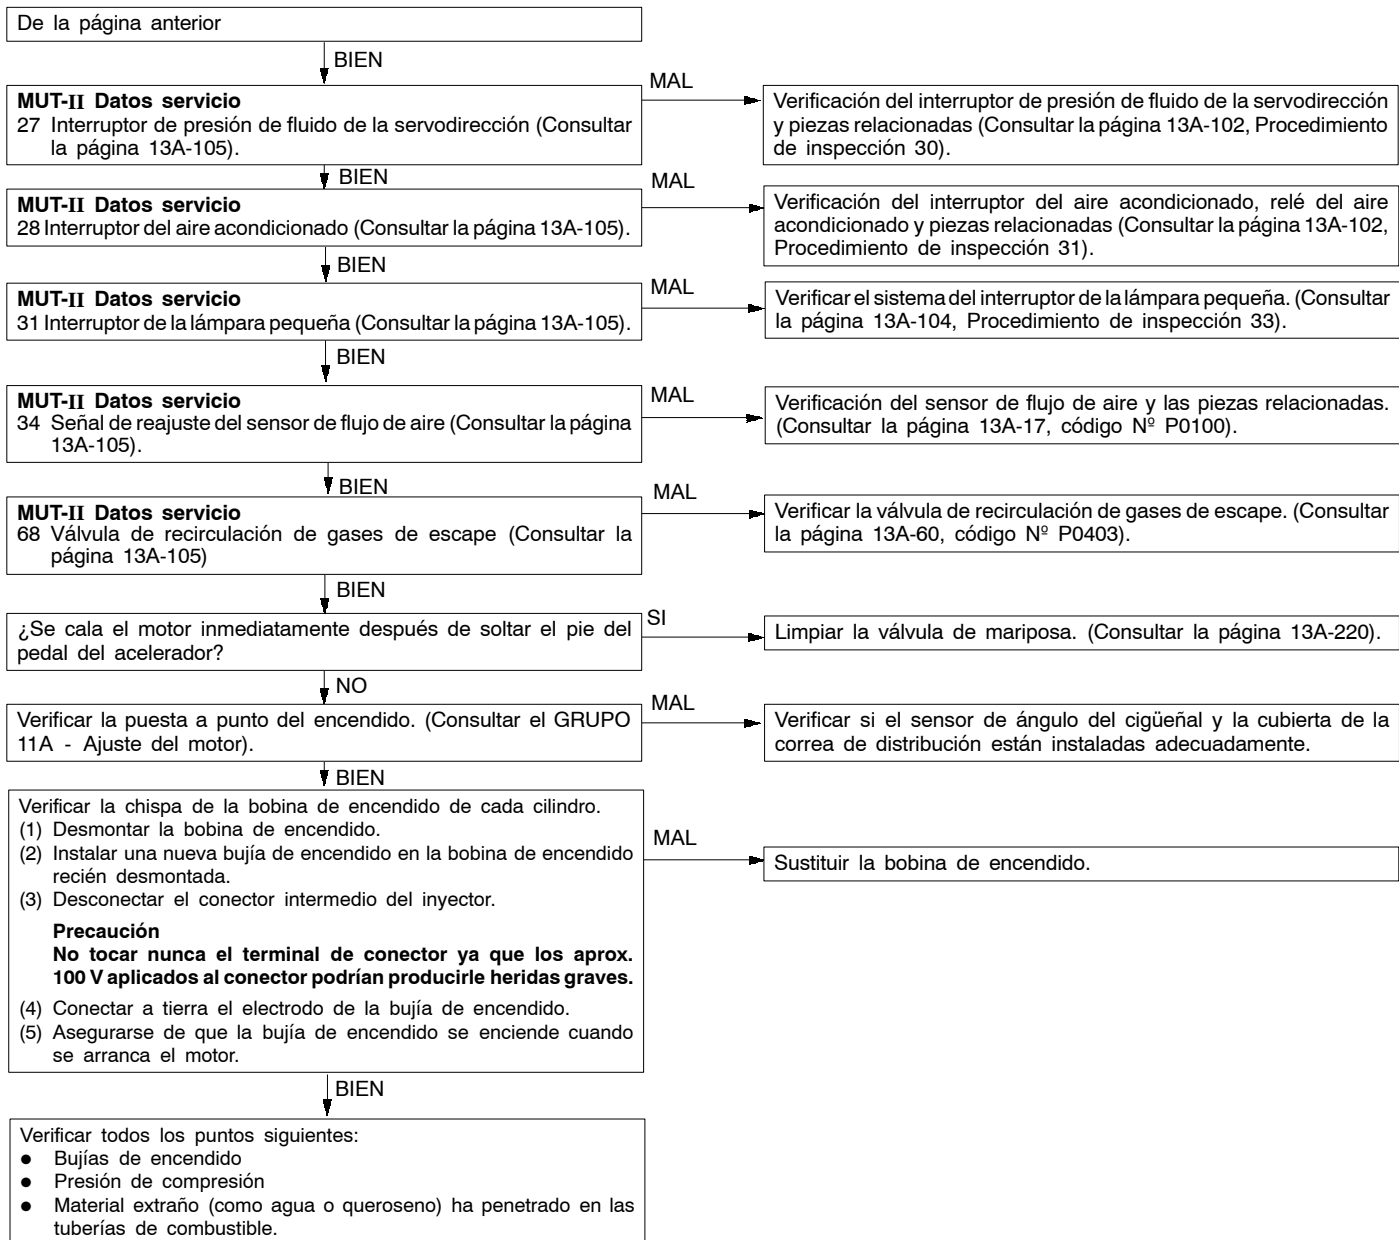 De la página anterior
BIEN
MUT-II Datos servicio
27 Interruptor de presión de fluido de la servodirección (Consultar
la página 13A-105).
MAL
Verificación del interruptor de presión de fluido de la servodirección
y piezas relacionadas (Consultar la página 13A-102, Procedimiento
de inspección 30).
BIEN
MUT-II Datos servicio
28 Interruptor del aire acondicionado (Consultar la página 13A-105).
MAL
Verificación del interruptor del aire acondicionado, relé del aire
acondicionado y piezas relacionadas (Consultar la página 13A-102,
Procedimiento de inspección 31).
BIEN
MUT-II Datos servicio
31 Interruptor de la lámpara pequeña (Consultar la página 13A-105).
MAL
Verificar el sistema del interruptor de la lámpara pequeña. (Consultar
la página 13A-104, Procedimiento de inspección 33).
BIEN
MUT-II Datos servicio
34 Señal de reajuste del sensor de flujo de aire (Consultar la página
13A-105).
MAL
Verificación del sensor de flujo de aire y las piezas relacionadas.
(Consultar la página 13A-17, código Nº P0100).
BIEN
MUT-II Datos servicio
68 Válvula de recirculación de gases de escape (Consultar la
página 13A-105)
MAL
Verificar la válvula de recirculación de gases de escape. (Consultar
la página 13A-60, código Nº P0403).
BIEN
¿Se cala el motor inmediatamente después de soltar el pie del
pedal del acelerador?
SI
Limpiar la válvula de mariposa. (Consultar la página 13A-220).
NO
Verificar la puesta a punto del encendido. (Consultar el GRUPO
11A - Ajuste del motor).
MAL
Verificar si el sensor de ángulo del cigüeñal y la cubierta de la
correa de distribución están instaladas adecuadamente.
BIEN
Verificar la chispa de la bobina de encendido de cada cilindro.
(1) Desmontar la bobina de encendido.
(2) Instalar una nueva bujía de encendido en la bobina de encendido
recién desmontada.
(3) Desconectar el conector intermedio del inyector.
Precaución
No tocar nunca el terminal de conector ya que los aprox.
100 V aplicados al conector podrían producirle heridas graves.
(4) Conectar a tierra el electrodo de la bujía de encendido.
(5) Asegurarse de que la bujía de encendido se enciende cuando
se arranca el motor.
MAL
Sustituir la bobina de encendido.
BIEN
Verificar todos los puntos siguientes:
● Bujías de encendido
● Presión de compresión
● Material extraño (como agua o queroseno) ha penetrado en las
tuberías de combustible.